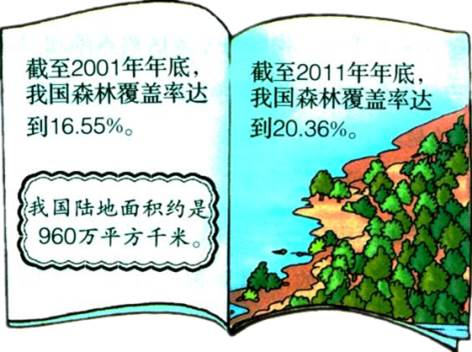 截至2001年年底，
我国森林覆盖率达
到16.55%。
我国陆地面积约是
960万平方千米。
截至2011年年底，
我国森林覆盖率达
到20.36%。